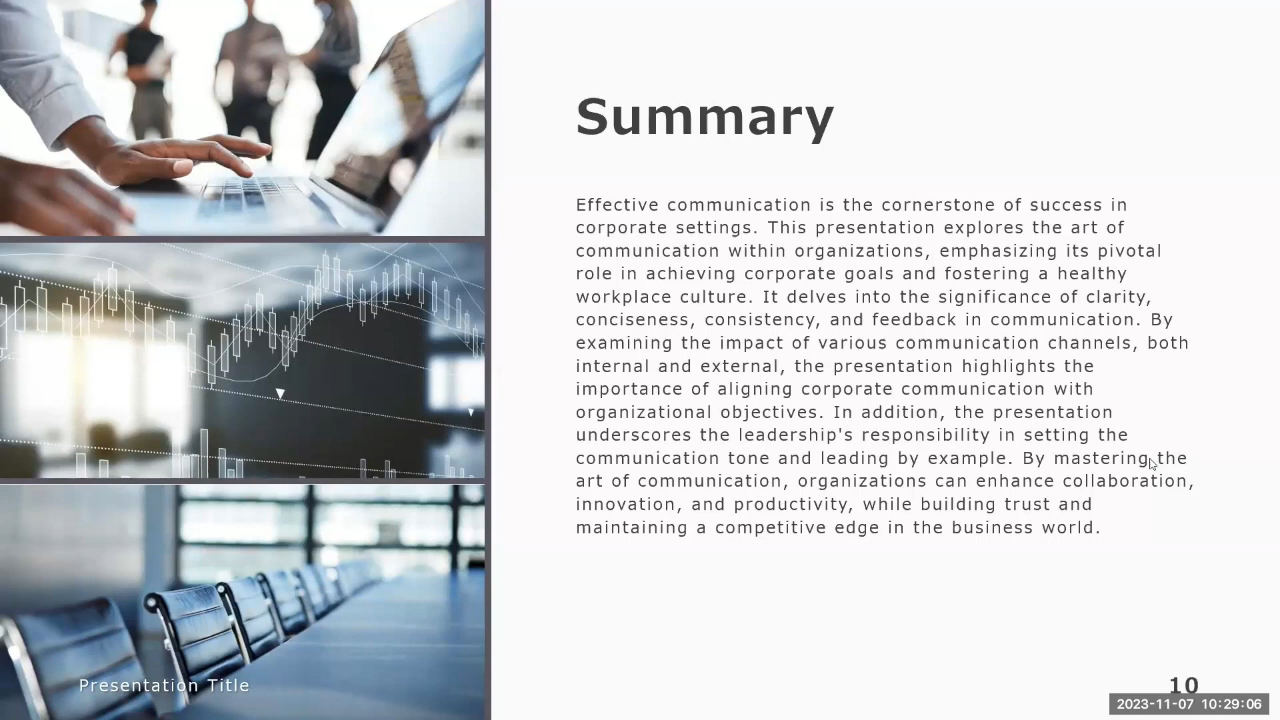 Summary
Effective communication is the cornerstone of success in
corporate settings. This presentation explores the art of
communication within organizations, emphasizing its pivotal
role in achieving corporate goals and fostering a healthy
workplace culture. It delves into the significance of clarity,
conciseness, consistency, and feedback in communication. By
examining the impact of various communication channels, both
internal and external, the presentation highlights the
importance of aligning corporate communication with
organizational objectives. In addition, the presentation
underscores the leadership's responsibility in setting the
communication tone and leading by example. By mastering the
art of communication, organizations can enhance collaboration,
innovation, and productivity, while building trust and
maintaining a competitive edge in the business world.
Presentation Title
10
2023-11-07 10:29:06